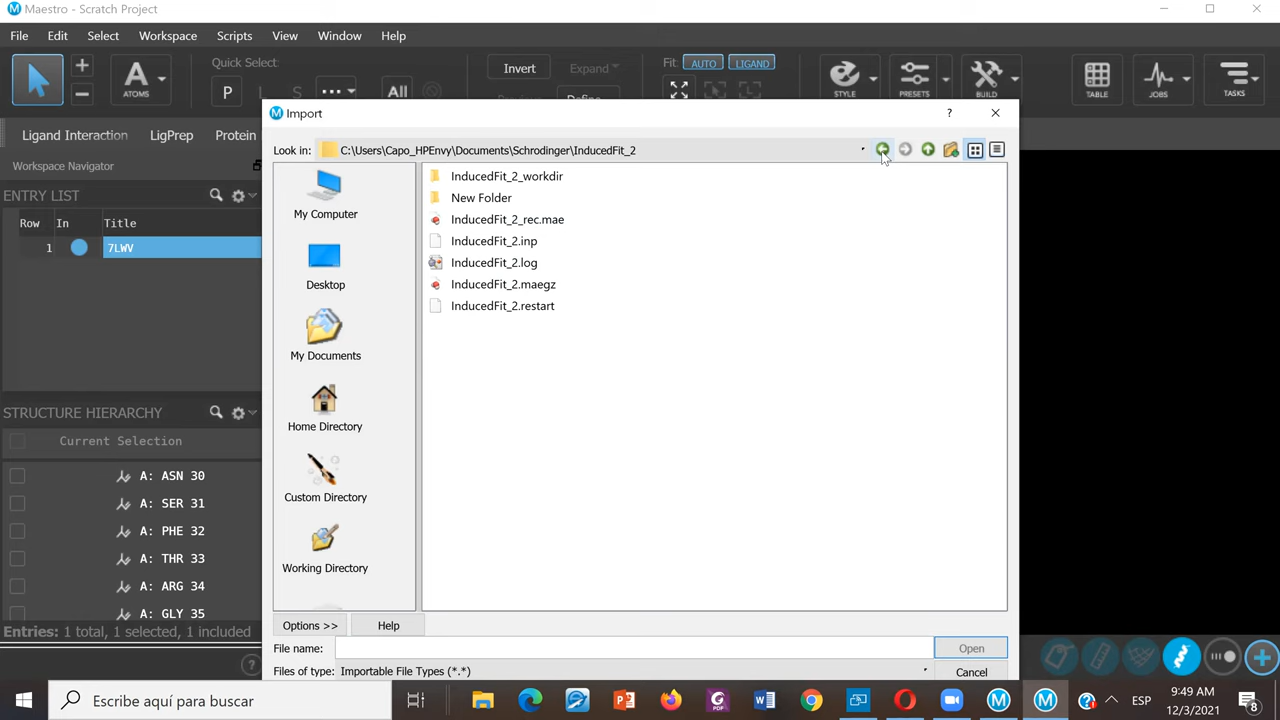 Maestro - Scratch Project
File Edit Select Workspace Scripts View Window Help
Quick Select
Invert
Expand
Fit: AUTO LIGAND
ATOMS
P L S ... All
Define
STYLE
PRESETS
BUILD
TABLE
JOBS
TASKS
Ligand Interaction LigPrep Protein
Workspace Navigator
ENTRY LIST
Row In Title
1 7LWV
STRUCTURE HIERARCHY
Current Selection
A: ASN 30
A: SER 31
A: PHE 32
A: THR 33
A: ARG 34
A: GLY 35
Entries: 1 total, 1 selected, 1 included
Import
Look in: C:\Users\Capo_HPEnvy\Documents\Schrodinger\InducedFit_2
My Computer
Desktop
My Documents
Home Directory
Custom Directory
Working Directory
InducedFit_2_workdir
New Folder
InducedFit_2_rec.mae
InducedFit_2.inp
InducedFit_2.log
InducedFit_2.maegz
InducedFit_2.restart
Options >> Help
File name: Open
Files of type: Importable File Types (*.*) Cancel
Escribe aquí para buscar
ESP
9:49 AM
12/3/2021
8